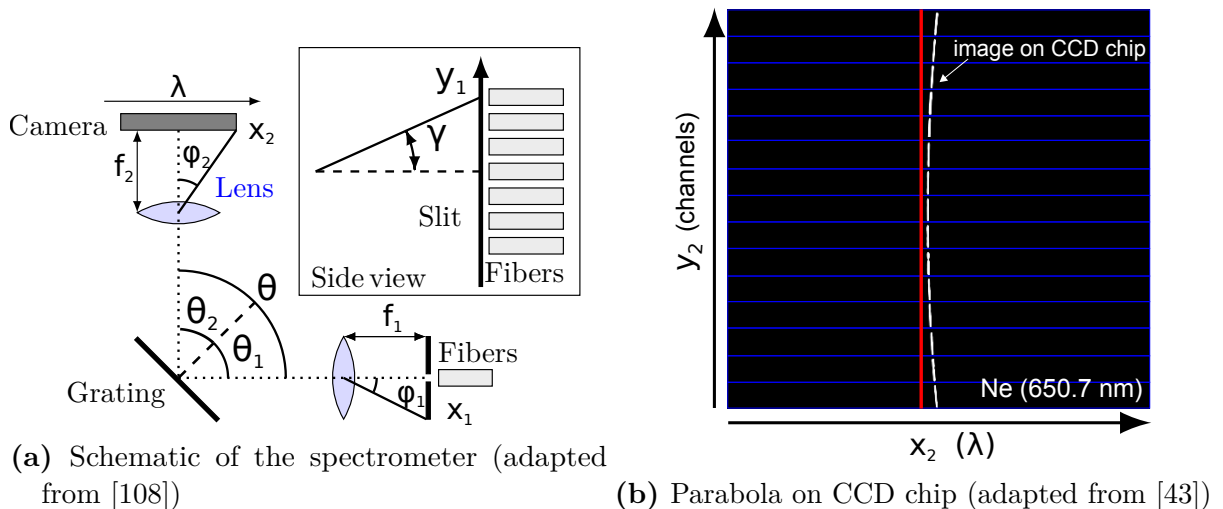 λ
Camera
x₂
φ₂
f₂
Lens
y₁
γ
Slit
Side view
Fibers
θ
θ₂
θ₁
f₁
Fibers
Grating
φ₁
x₁
(a) Schematic of the spectrometer (adapted
from [108])
y₂ (channels)
image on CCD chip
Ne (650.7 nm)
x₂ (λ)
(b) Parabola on CCD chip (adapted from [43])